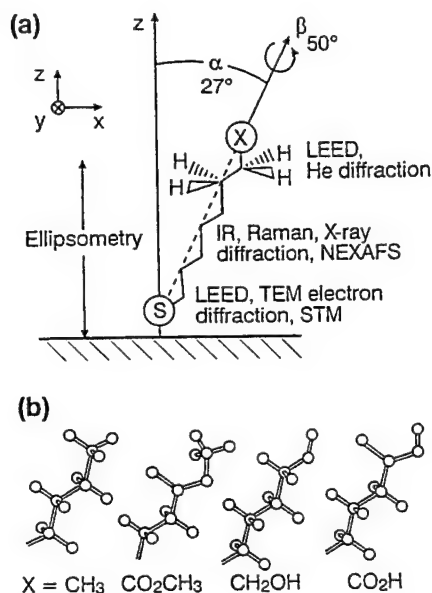 (a)
z
β
50°
α
27°
z
y
x
X
H
H
H
H
LEED,
He diffraction
Ellipsometry
IR, Raman, X-ray
diffraction, NEXAFS
S
LEED, TEM electron
diffraction, STM
(b)
X = CH₃ CO₂CH₃ CH₂OH CO₂H